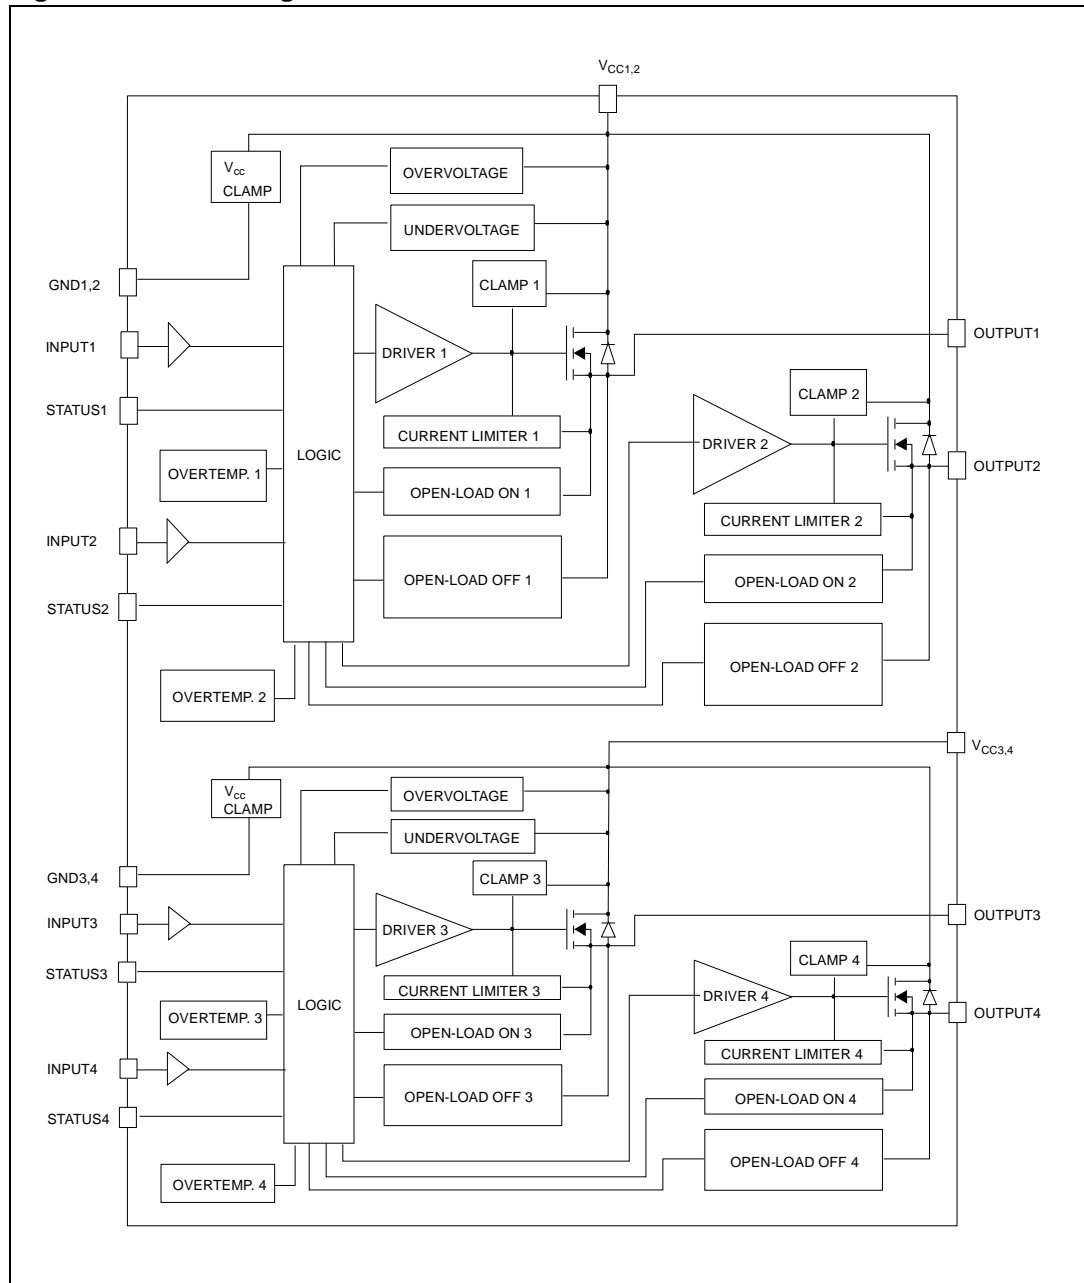 VCC1,2
Vcc
CLAMP
OVERVOLTAGE
UNDERVOLTAGE
GND1,2
CLAMP 1
INPUT1
DRIVER 1
OUTPUT1
STATUS1
CURRENT LIMITER 1
CLAMP 2
LOGIC
DRIVER 2
OVERTEMP. 1
OUTPUT2
OPEN-LOAD ON 1
CURRENT LIMITER 2
INPUT2
OPEN-LOAD OFF 1
OPEN-LOAD ON 2
STATUS2
OPEN-LOAD OFF 2
OVERTEMP. 2
VCC3,4
Vcc
CLAMP
OVERVOLTAGE
UNDERVOLTAGE
GND3,4
CLAMP 3
INPUT3
DRIVER 3
OUTPUT3
STATUS3
CURRENT LIMITER 3
CLAMP 4
LOGIC
DRIVER 4
OVERTEMP. 3
OUTPUT4
OPEN-LOAD ON 3
CURRENT LIMITER 4
INPUT4
OPEN-LOAD OFF 3
OPEN-LOAD ON 4
STATUS4
OPEN-LOAD OFF 4
OVERTEMP. 4